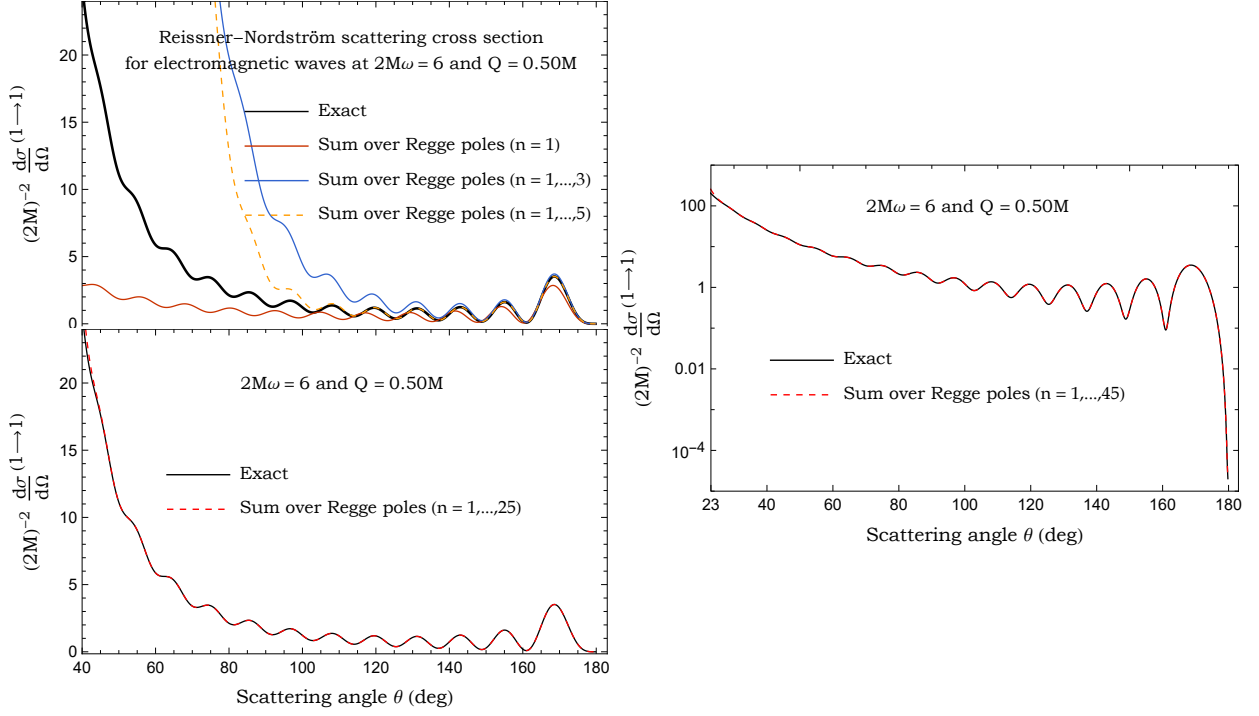 Reissner–Nordström scattering cross section
for electromagnetic waves at 2Mω = 6 and Q = 0.50M
Exact
Sum over Regge poles (n = 1)
Sum over Regge poles (n = 1,...,3)
Sum over Regge poles (n = 1,...,5)
(2M)⁻² dσ/dΩ (1⟶1)
20
15
10
5
0
2Mω = 6 and Q = 0.50M
Exact
Sum over Regge poles (n = 1,...,25)
(2M)⁻² dσ/dΩ (1⟶1)
20
15
10
5
0
40 60 80 100 120 140 160 180
Scattering angle θ (deg)
2Mω = 6 and Q = 0.50M
Exact
Sum over Regge poles (n = 1,...,45)
(2M)⁻² dσ/dΩ (1⟶1)
100
1
0.01
10⁻⁴
23 40 60 80 100 120 140 160 180
Scattering angle θ (deg)